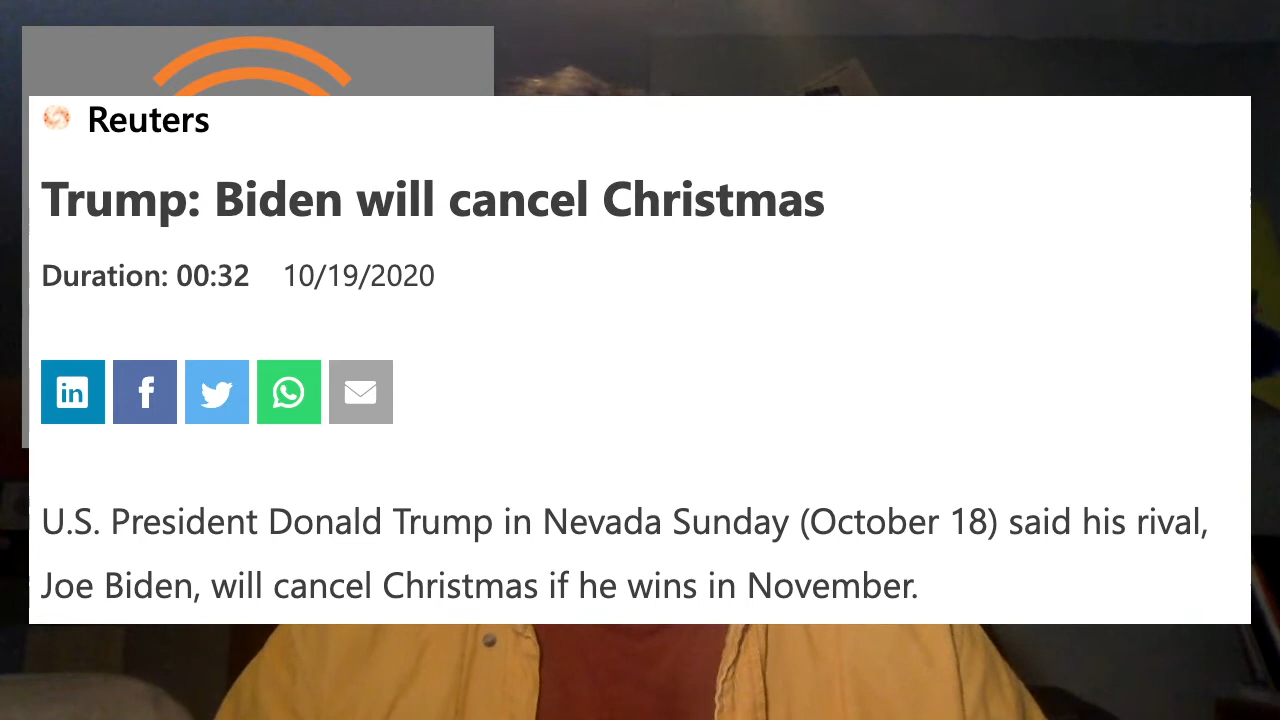 Reuters
Trump: Biden will cancel Christmas
Duration: 00:32 10/19/2020
in f
U.S. President Donald Trump in Nevada Sunday (October 18) said his rival,
Joe Biden, will cancel Christmas if he wins in November.